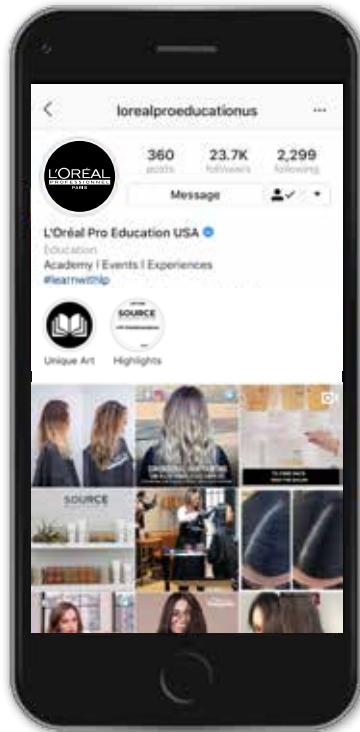 lorealproeducationus
L'ORÉAL
PROFESSIONNEL
PARIS
360
23.7K
2,299
posts
followers
following
Message
L'Oréal Pro Education USA
Education
Academy | Events | Experiences
#learnwithlp
SOURCE
Unique Art
Highlights
SOURCE